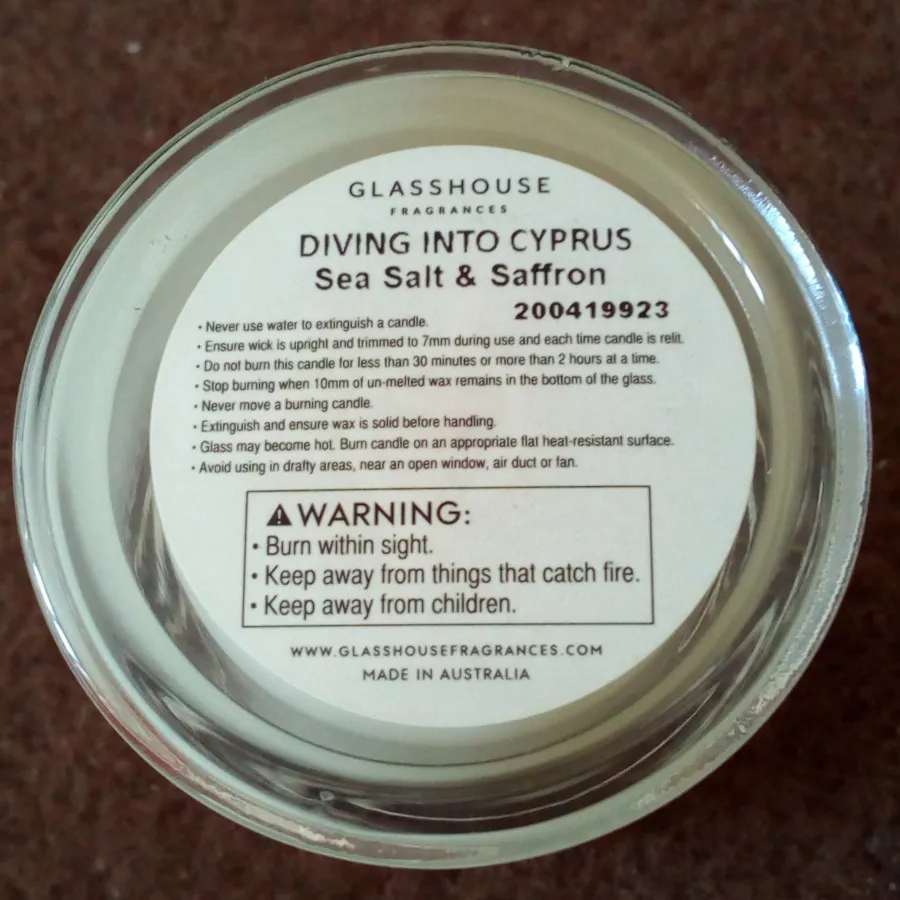 GLASSHOUSE
FRAGRANCES
DIVING INTO CYPRUS
Sea Salt & Saffron
200419923
• Never use water to extinguish a candle.
• Ensure wick is upright and trimmed to 7mm during use and each time candle is relit.
• Do not burn this candle for less than 30 minutes or more than 2 hours at a time.
• Stop burning when 10mm of un-melted wax remains in the bottom of the glass.
• Never move a burning candle.
• Extinguish and ensure wax is solid before handling.
• Glass may become hot. Burn candle on an appropriate flat heat-resistant surface.
• Avoid using in drafty areas, near an open window, air duct or fan.
⚠ WARNING:
• Burn within sight.
• Keep away from things that catch fire.
• Keep away from children.
WWW.GLASSHOUSEFRAGRANCES.COM
MADE IN AUSTRALIA